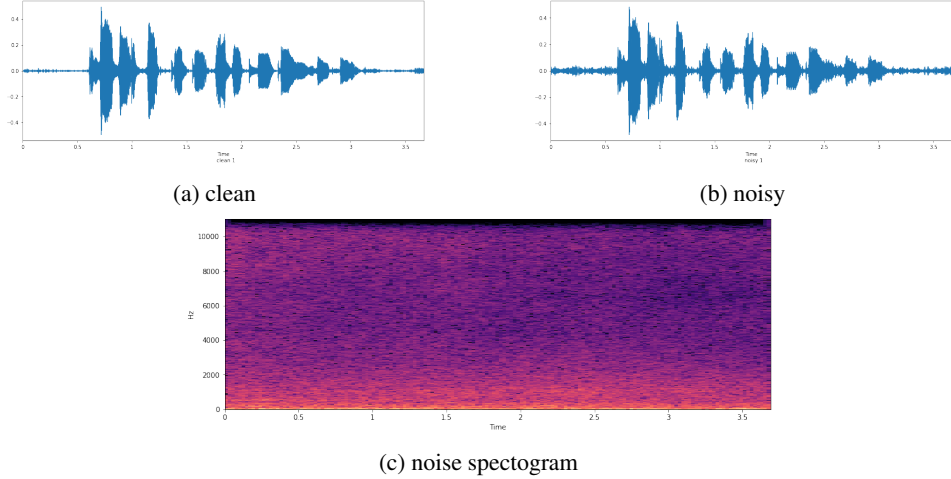 0.4
0.2
0.0
−0.2
−0.4
0 0.5 1 1.5 2 2.5 3 3.5
Time
clean 1
(a) clean
0.4
0.2
0.0
−0.2
−0.4
0 0.5 1 1.5 2 2.5 3 3.5
Time
noisy 1
(b) noisy
10000
8000
6000
4000
2000
0
Hz
0 0.5 1 1.5 2 2.5 3 3.5
Time
(c) noise spectogram